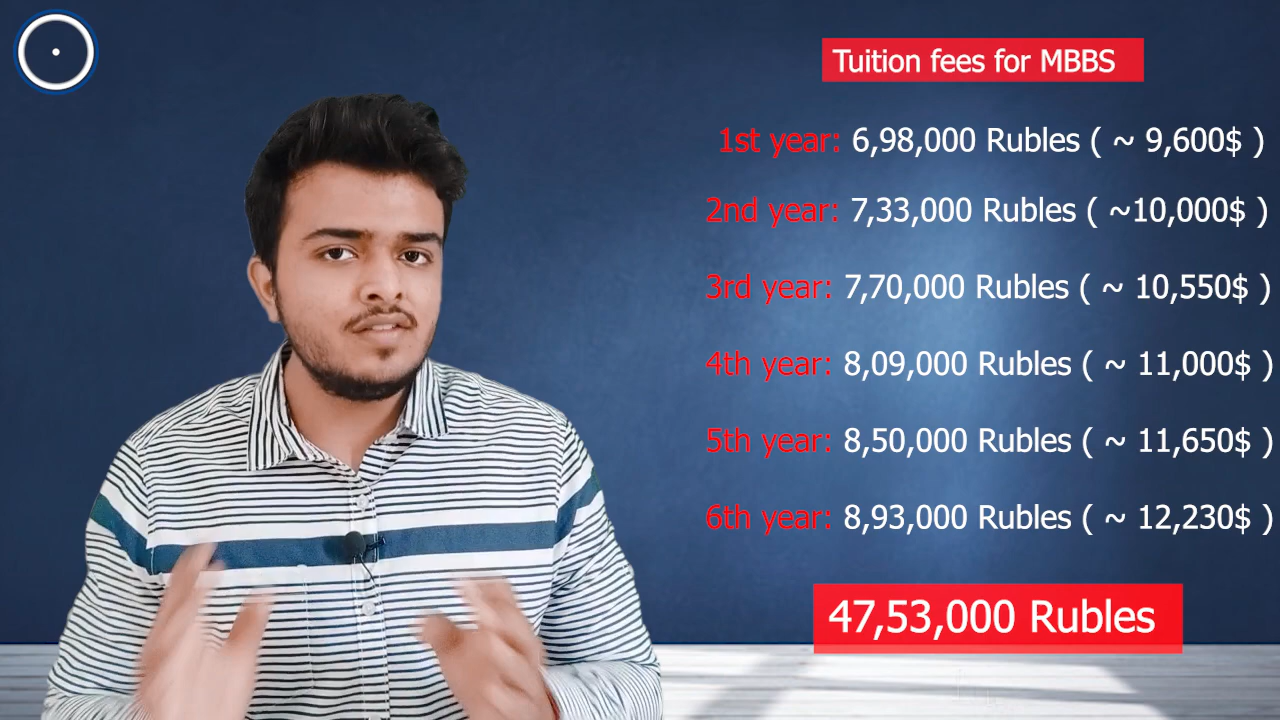 Tuition fees for MBBS
1st year: 6,98,000 Rubles ( ~ 9,600$ )
2nd year: 7,33,000 Rubles ( ~10,000$ )
3rd year: 7,70,000 Rubles ( ~ 10,550$ )
4th year: 8,09,000 Rubles ( ~ 11,000$ )
5th year: 8,50,000 Rubles ( ~ 11,650$ )
6th year: 8,93,000 Rubles ( ~ 12,230$ )
47,53,000 Rubles